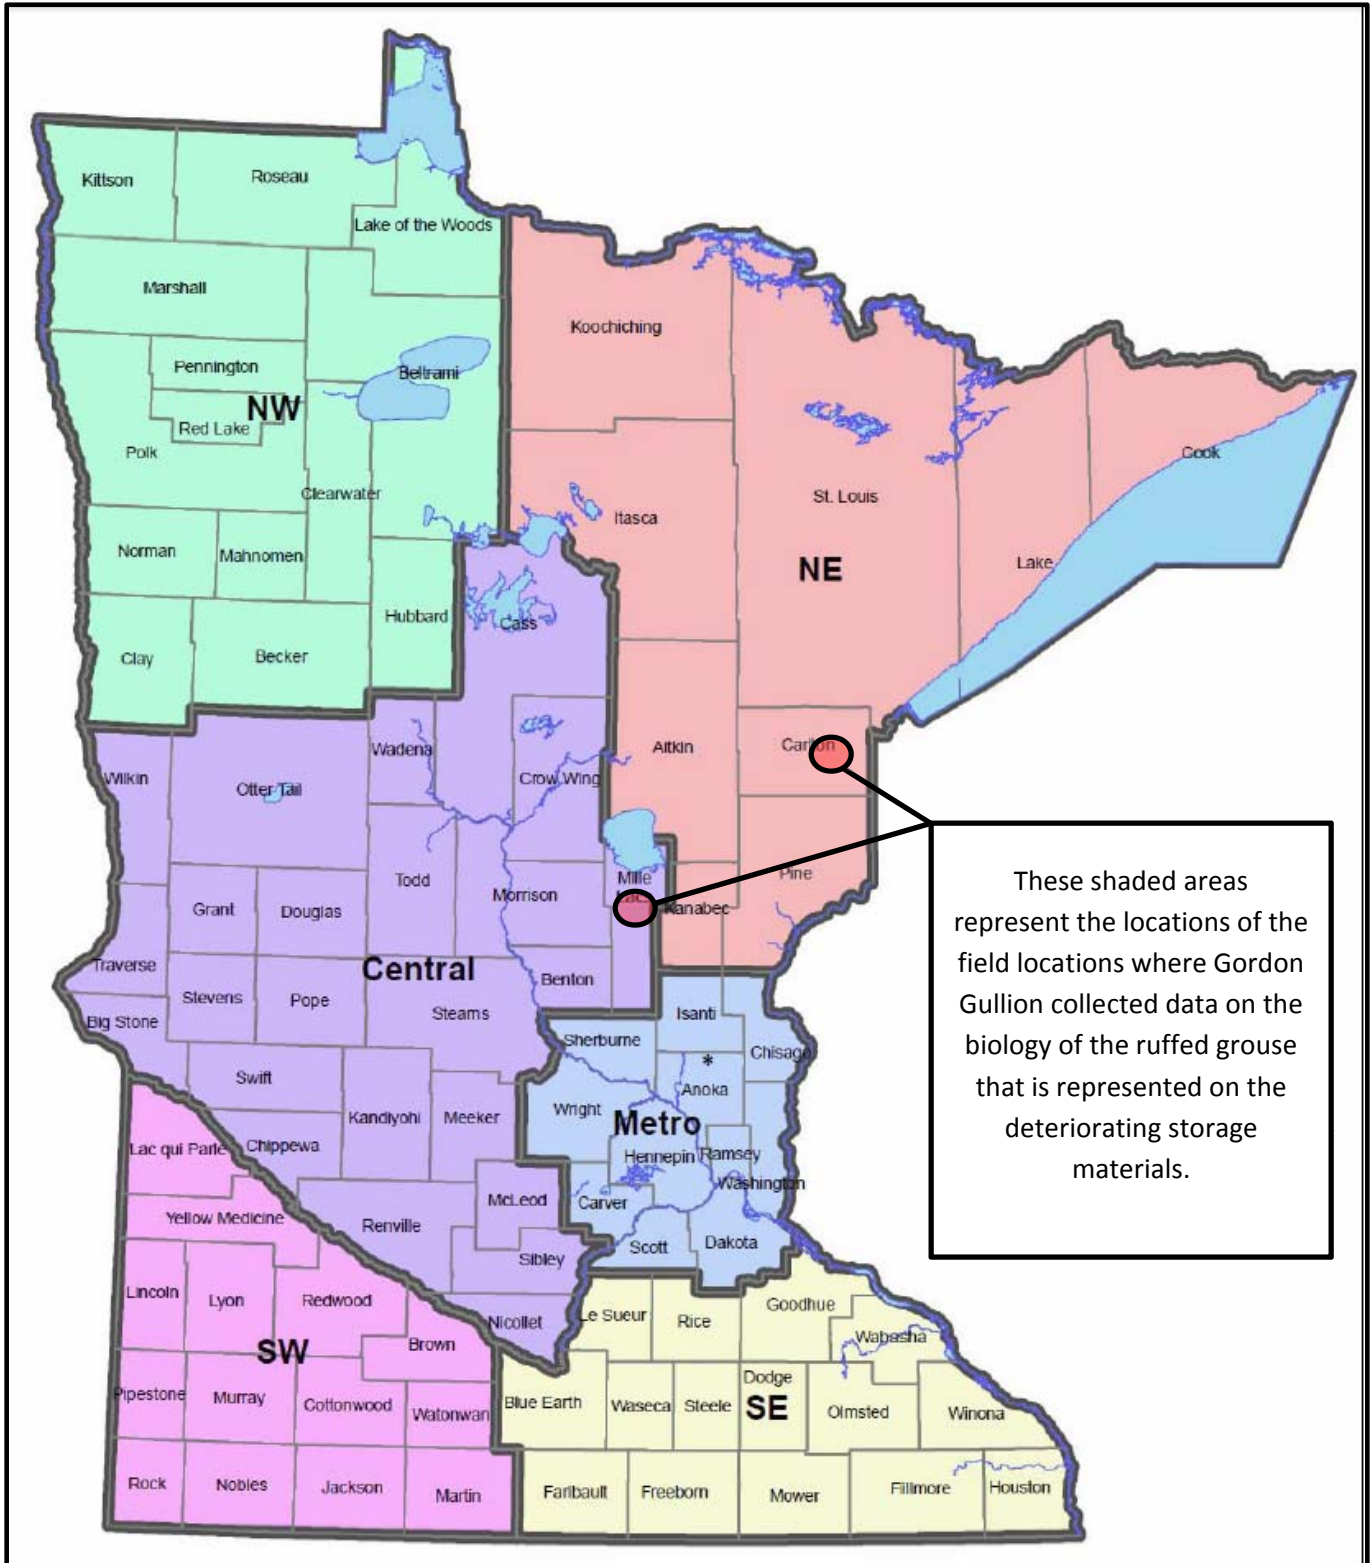 Kittson
Roseau
Lake of the Woods
Marshall
Koochiching
Pennington
Beltrami
NW
Red Lake
Polk
Cook
Clearwater
St. Louis
Itasca
Norman
Mahnomen
NE
Lake
Hubbard
Cass
Clay
Becker
Wadena
Aitkin
Carlton
Wilkin
Otter Tail
Crow Wing
Todd
Morrison
Mille
Lacs
Pine
Grant
Douglas
Kanabec
Traverse
Central
Stevens
Pope
Benton
Stearns
Big Stone
Isanti
Sherburne
Chisago
*
Swift
Anoka
Kandiyohi
Meeker
Wright
Metro
Lac qui Parle
Chippewa
Hennepin
Ramsey
Washington
McLeod
Carver
Yellow Medicine
Renville
Scott
Dakota
Sibley
Lincoln
Lyon
Redwood
Goodhue
Nicollet
Le Sueur
Rice
Wabasha
SW
Brown
Dodge
Pipestone
Murray
Cottonwood
Watonwan
Blue Earth
Waseca
Steele
SE
Olmsted
Winona
Rock
Nobles
Jackson
Martin
Faribault
Freeborn
Mower
Fillmore
Houston
These shaded areas
represent the locations of the
field locations where Gordon
Gullion collected data on the
biology of the ruffed grouse
that is represented on the
deteriorating storage
materials.